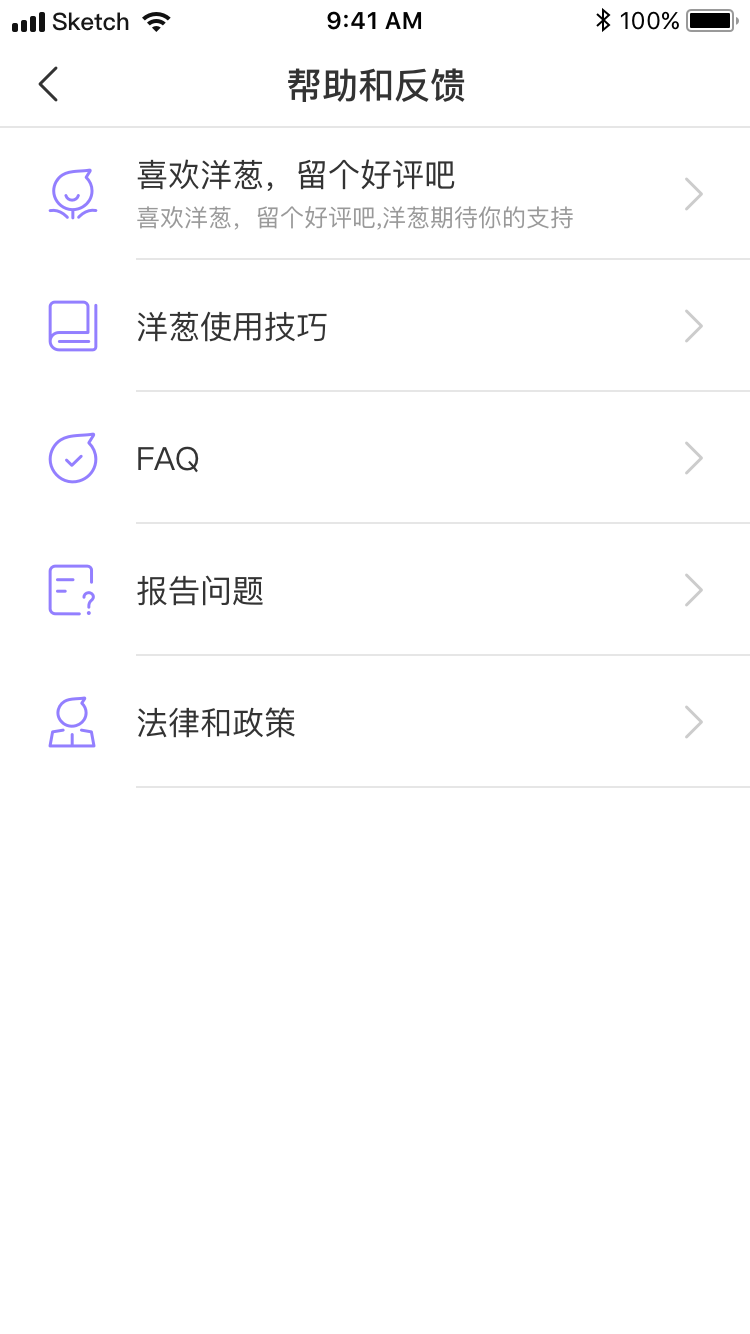 Sketch 9:41 AM 100%
帮助和反馈
喜欢洋葱，留个好评吧
喜欢洋葱，留个好评吧,洋葱期待你的支持
洋葱使用技巧
FAQ
报告问题
法律和政策